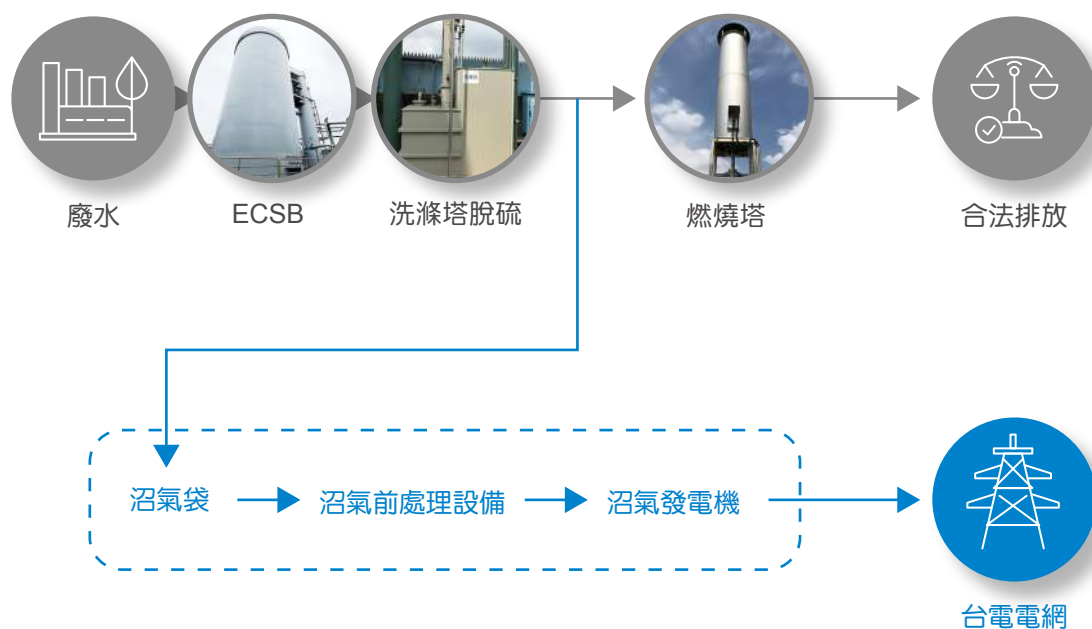 廢水
ECSB
洗滌塔脫硫
燃燒塔
合法排放
沼氣袋
沼氣前處理設備
沼氣發電機
台電電網